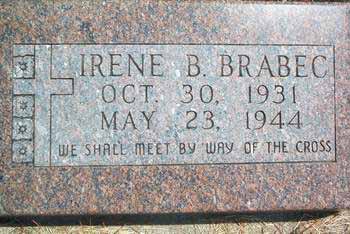 IRENE B. BRABEC
OCT. 30, 1931
MAY 23, 1944
WE SHALL MEET BY WAY OF THE CROSS